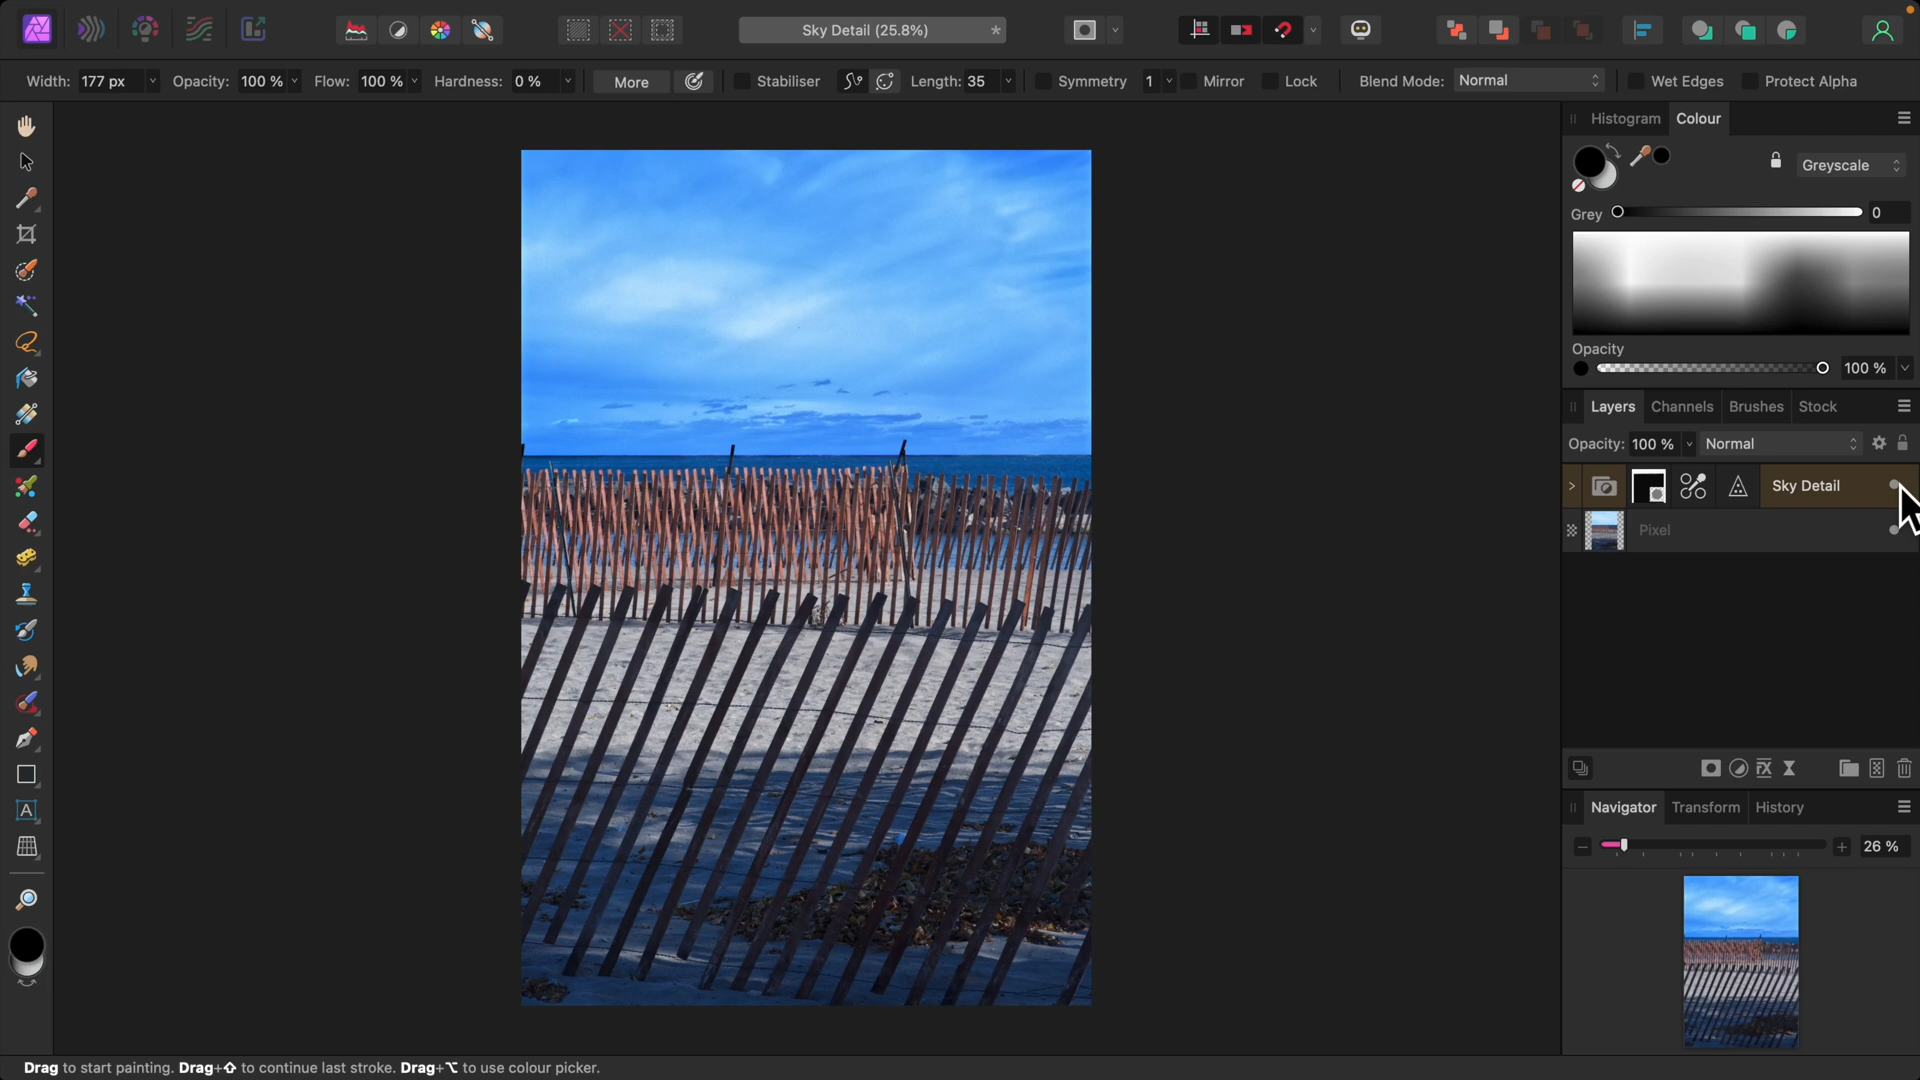 Sky Detail (25.8%) *
Width: 177 px Opacity: 100 % Flow: 100 % Hardness: 0 % More Stabiliser Length: 35 Symmetry 1 Mirror Lock Blend Mode: Normal Wet Edges Protect Alpha
Histogram Colour
Greyscale
Grey 0
Opacity
100 %
Layers Channels Brushes Stock
Opacity: 100 % Normal
Sky Detail
Pixel
Navigator Transform History
26 %
Drag to start painting. Drag+⇧ to continue last stroke. Drag+⌥ to use colour picker.